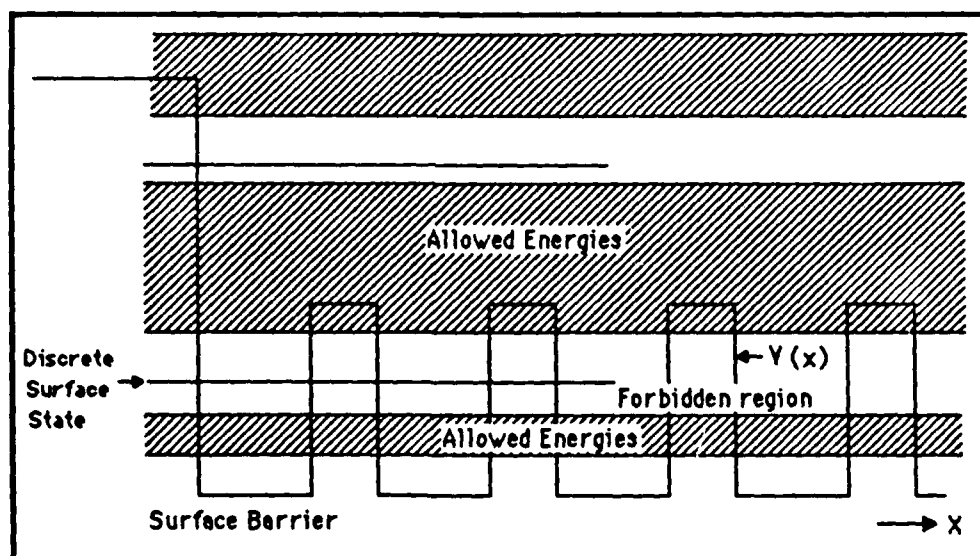 Allowed Energies
Discrete
Surface
State
V(x)
Forbidden region
Allowed Energies
Surface Barrier
X